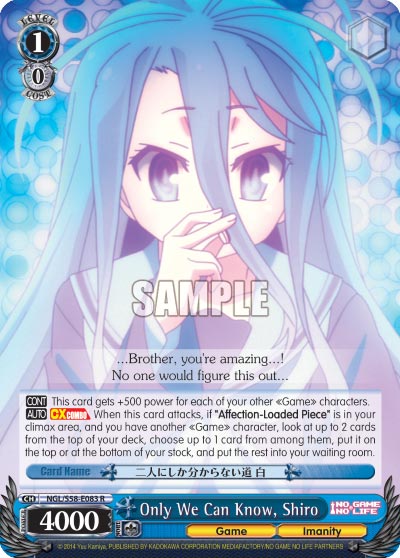 LEVEL
1
0
COST
SAMPLE
...Brother, you're amazing...!
No one would figure this out...
CONT This card gets +500 power for each of your other «Game» characters.
AUTO CXCOMBO When this card attacks, if "Affection-Loaded Piece" is in your
climax area, and you have another «Game» character, look at up to 2 cards
from the top of your deck, choose up to 1 card from among them, put it on
the top or at the bottom of your stock, and put the rest into your waiting room.
Card Name 二人にしか分からない道 白
CH NGL/S58-E083 R
4000
Only We Can Know, Shiro
NO GAME NO LIFE
Game
Imanity
© 2014 Yuu Kamiya, PUBLISHED BY KADOKAWA CORPORATION MEDIAFACTORY/NO GAME NO LIFE PARTNERS